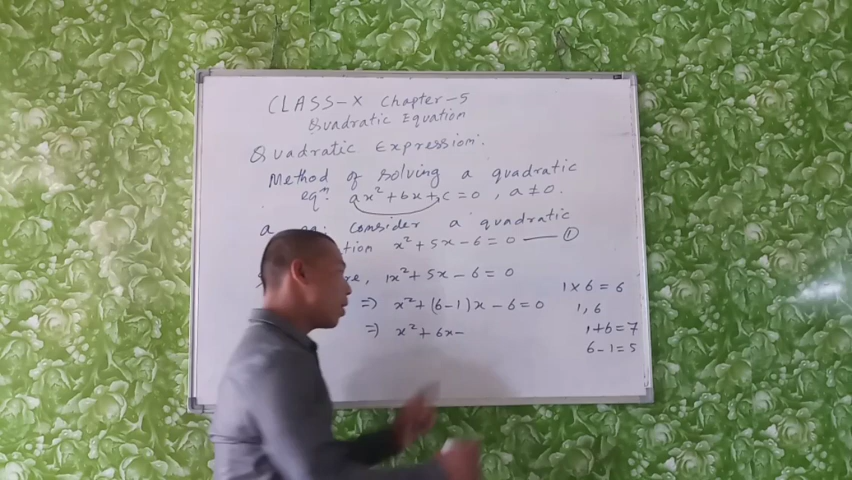 CLASS-X Chapter-5
Quadratic Equation
Quadratic Expression:
Method of solving a quadratic
eqⁿ: ax² + bx + c = 0 , a ≠ 0.
a consider a quadratic
tion x² + 5x - 6 = 0 —— ①
re, 1x² + 5x - 6 = 0
1 x 6 = 6
⇒ x² + (6-1)x - 6 = 0
1, 6
⇒ x² + 6x -
1 + 6 = 7
6 - 1 = 5